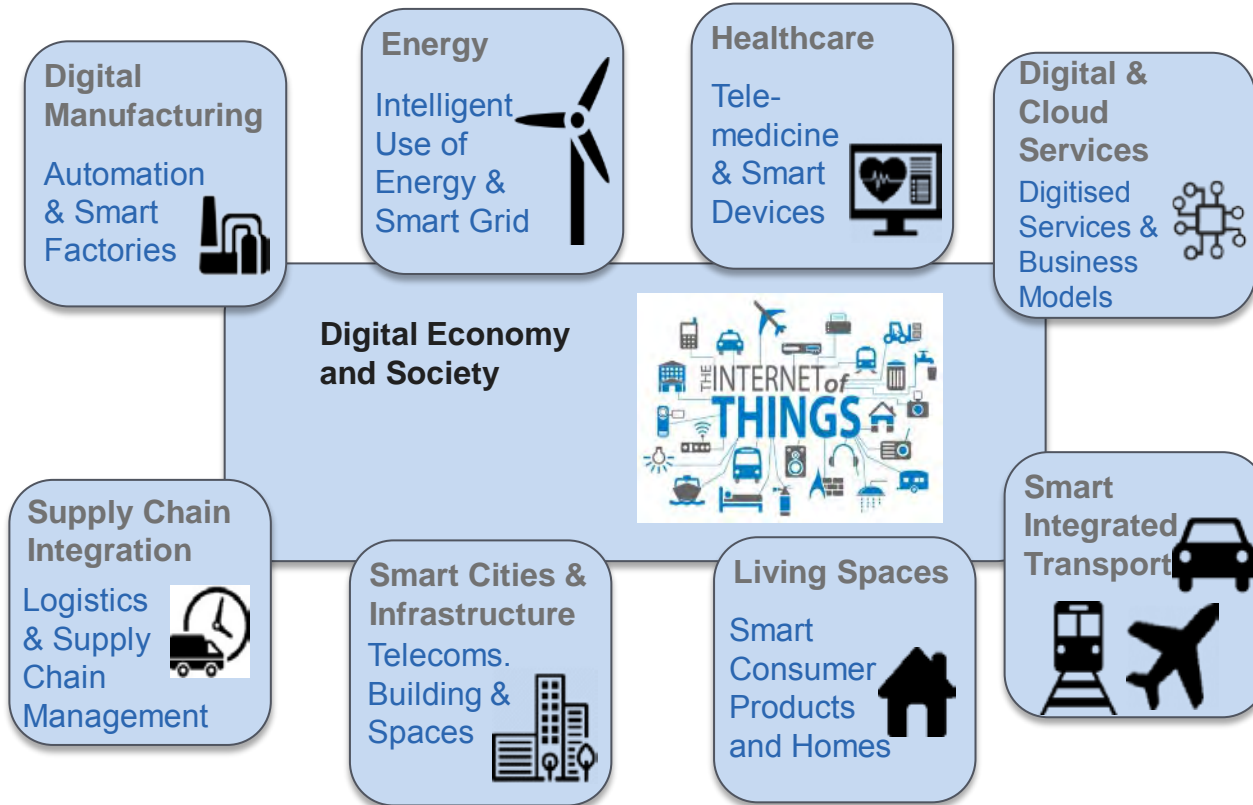 Digital
Manufacturing
Automation
& Smart
Factories
Energy
Intelligent
Use of
Energy &
Smart Grid
Healthcare
Tele-
medicine
& Smart
Devices
Digital &
Cloud
Services
Digitised
Services &
Business
Models
Digital Economy
and Society
THE INTERNET of
THINGS
Supply Chain
Integration
Logistics
& Supply
Chain
Management
Smart Cities &
Infrastructure
Telecoms.
Building &
Spaces
Living Spaces
Smart
Consumer
Products
and Homes
Smart
Integrated
Transport